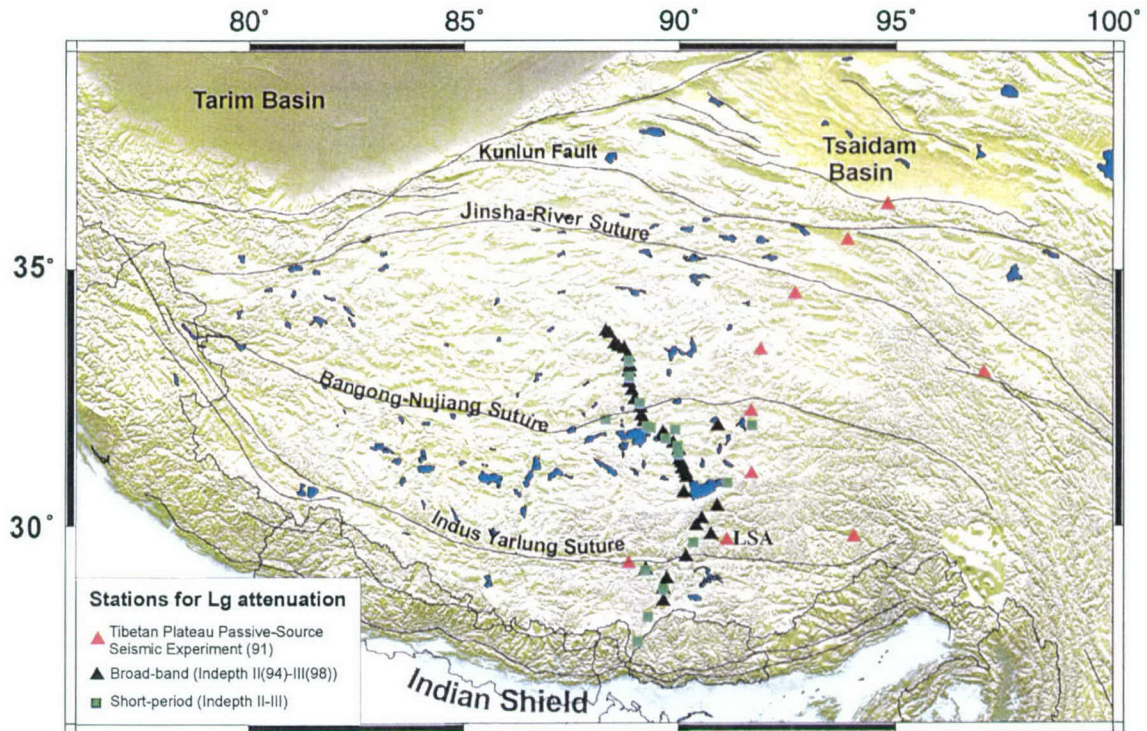 80° 85° 90° 95° 100°
Tarim Basin
Tsaidam
Basin
Kunlun Fault
Jinsha-River Suture
35°
Bangong-Nujiang Suture
30°
Indus Yarlung Suture
LSA
Stations for Lg attenuation
Tibetan Plateau Passive-Source
Seismic Experiment (91)
Broad-band (Indepth II(94)-III(98))
Short-period (Indepth II-III)
Indian Shield